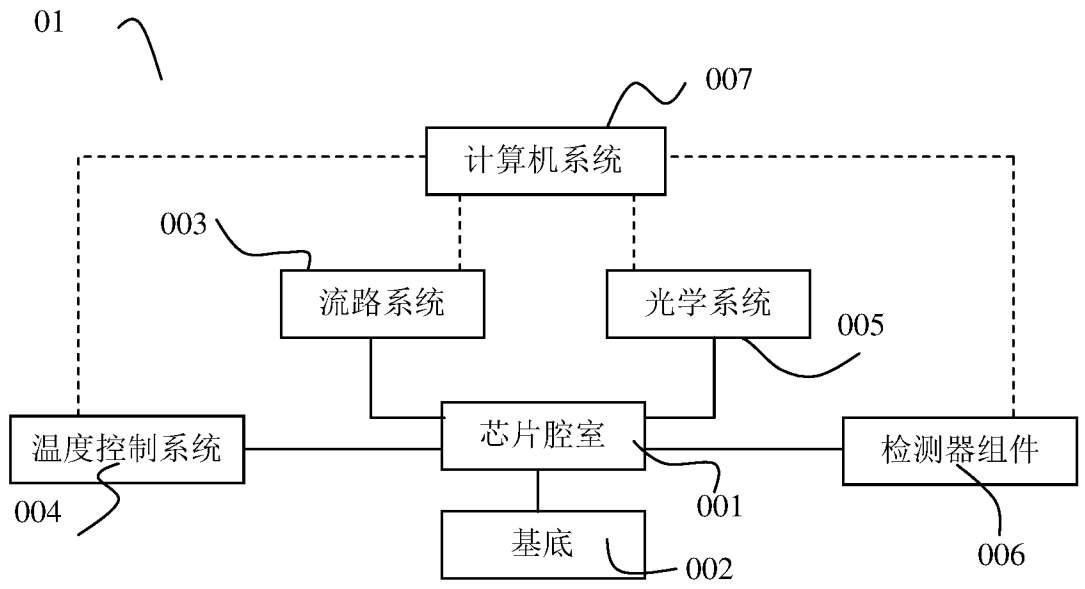 01
007
计算机系统
003
流路系统
光学系统
005
芯片腔室
温度控制系统
检测器组件
004
001
基底
002
006